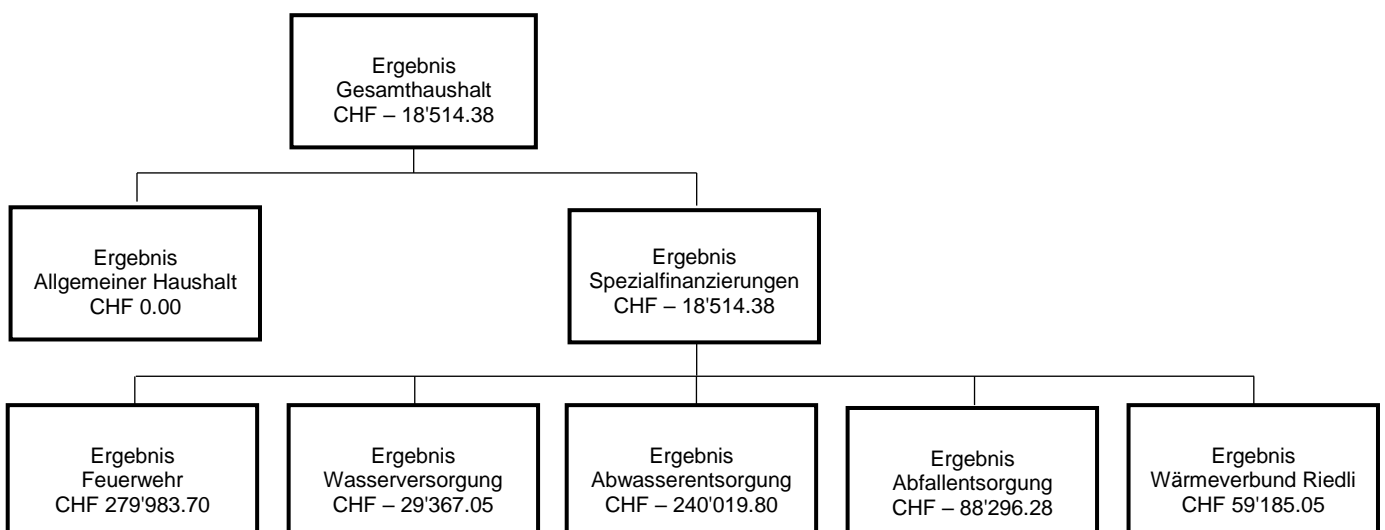 Ergebnis
Gesamthaushalt
CHF – 18'514.38
Ergebnis
Allgemeiner Haushalt
CHF 0.00
Ergebnis
Spezialfinanzierungen
CHF – 18'514.38
Ergebnis
Feuerwehr
CHF 279'983.70
Ergebnis
Wasserversorgung
CHF – 29'367.05
Ergebnis
Abwasserentsorgung
CHF – 240'019.80
Ergebnis
Abfallentsorgung
CHF – 88'296.28
Ergebnis
Wärmeverbund Riedli
CHF 59'185.05